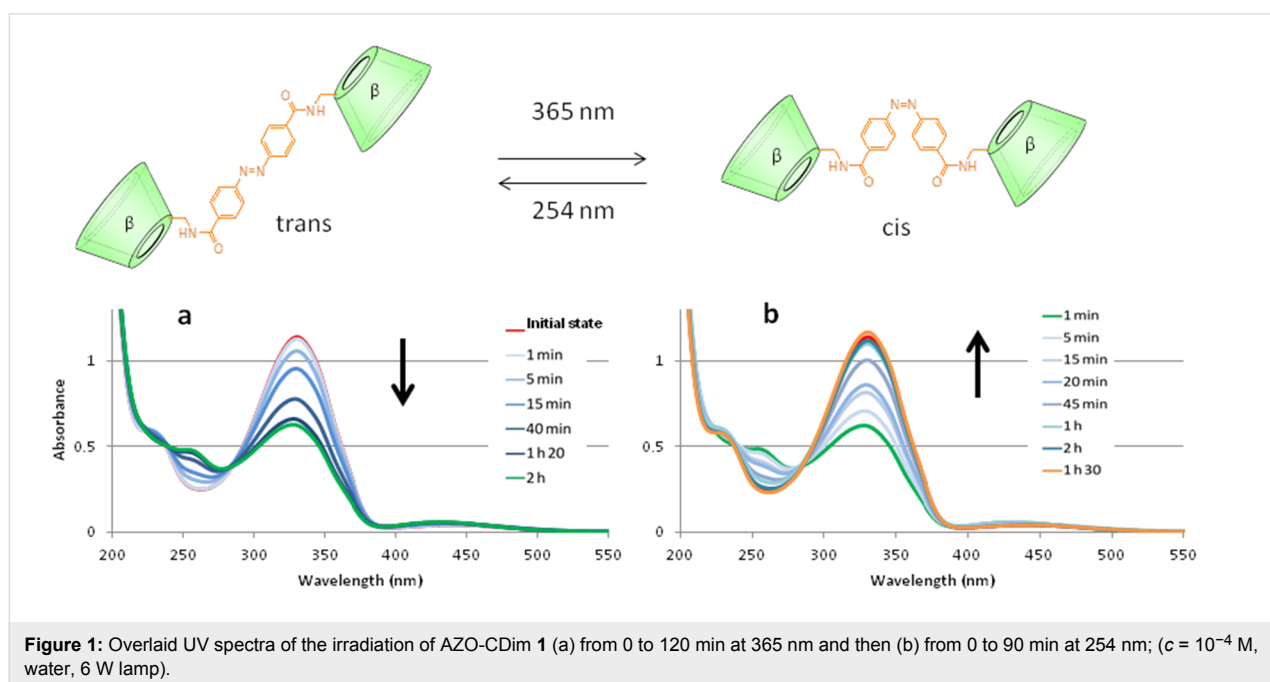 O
NH
β
N=N
β
HN
O
trans
365 nm
254 nm
β
N=N
NH
O
O
NH
β
cis
a
Absorbance
1
0.5
0
200 250 300 350 400 450 500 550
Wavelength (nm)
Initial state
1 min
5 min
15 min
40 min
1 h 20
2 h
b
1
0.5
0
200 250 300 350 400 450 500 550
Wavelength (nm)
1 min
5 min
15 min
20 min
45 min
1 h
2 h
1 h 30
Figure 1: Overlaid UV spectra of the irradiation of AZO-CDim 1 (a) from 0 to 120 min at 365 nm and then (b) from 0 to 90 min at 254 nm; (c = 10⁻⁴ M,
water, 6 W lamp).